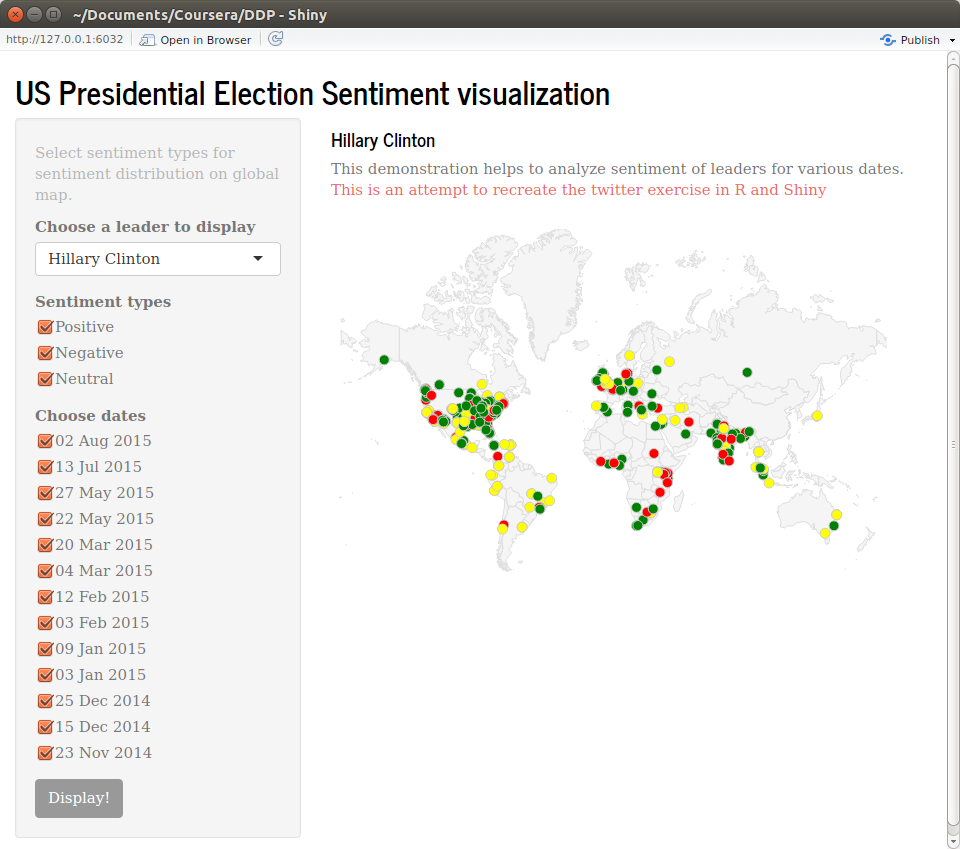 ~/Documents/Coursera/DDP - Shiny
http://127.0.0.1:6032 Open in Browser Publish
US Presidential Election Sentiment visualization
Select sentiment types for
sentiment distribution on global
map.
Choose a leader to display
Hillary Clinton
Sentiment types
Positive
Negative
Neutral
Choose dates
02 Aug 2015
13 Jul 2015
27 May 2015
22 May 2015
20 Mar 2015
04 Mar 2015
12 Feb 2015
03 Feb 2015
09 Jan 2015
03 Jan 2015
25 Dec 2014
15 Dec 2014
23 Nov 2014
Display!
Hillary Clinton
This demonstration helps to analyze sentiment of leaders for various dates.
This is an attempt to recreate the twitter exercise in R and Shiny